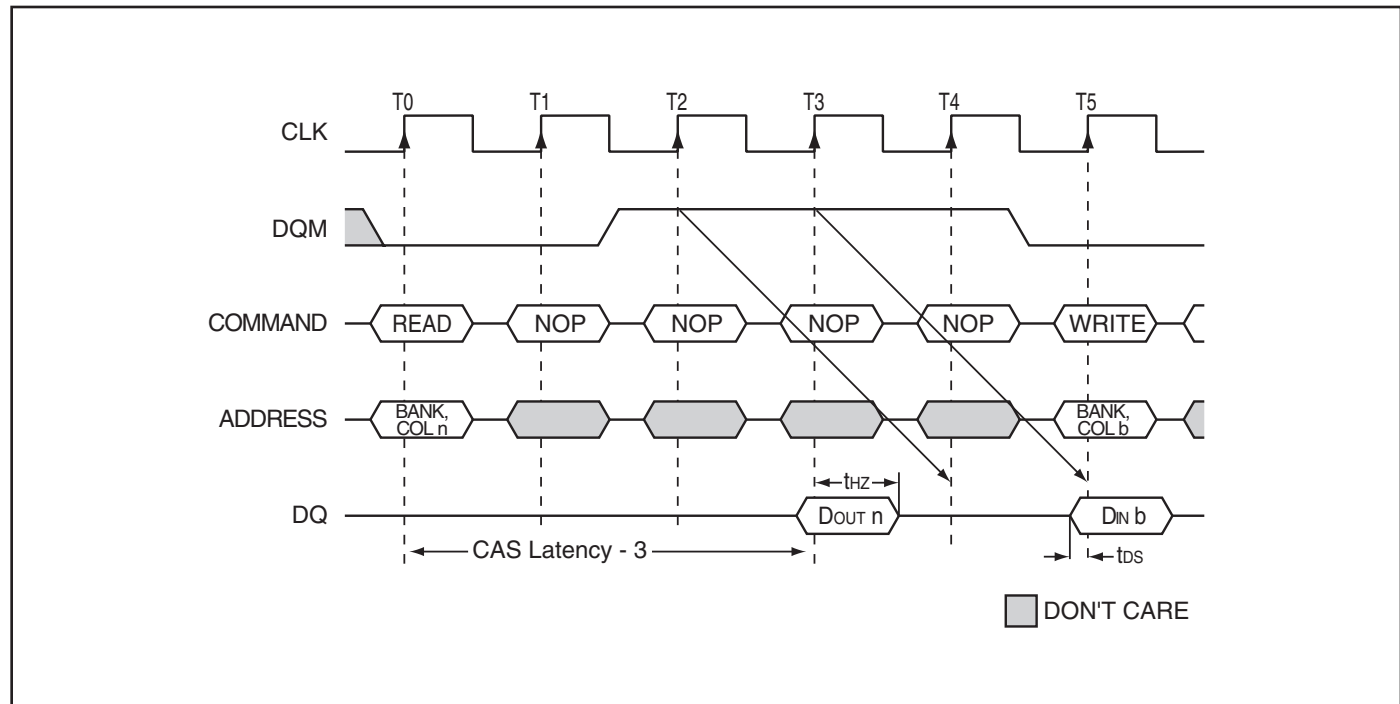 T0 T1 T2 T3 T4 T5
CLK
DQM
COMMAND READ NOP NOP NOP NOP WRITE
ADDRESS BANK, COL n BANK, COL b
tHZ
DQ DOUT n DIN b
CAS Latency - 3 tDS
DON'T CARE